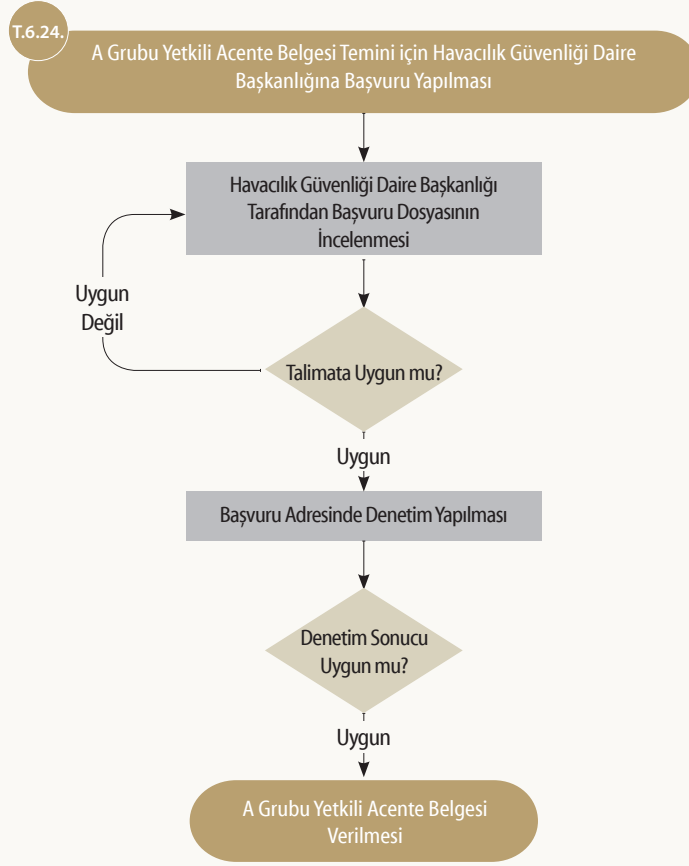 T.6.24.
A Grubu Yetkili Acente Belgesi Temini için Havacılık Güvenliği Daire
Başkanlığına Başvuru Yapılması
Havacılık Güvenliği Daire Başkanlığı
Tarafından Başvuru Dosyasının
İncelenmesi
Uygun
Değil
Talimata Uygun mu?
Uygun
Başvuru Adresinde Denetim Yapılması
Denetim Sonucu
Uygun mu?
Uygun
A Grubu Yetkili Acente Belgesi
Verilmesi